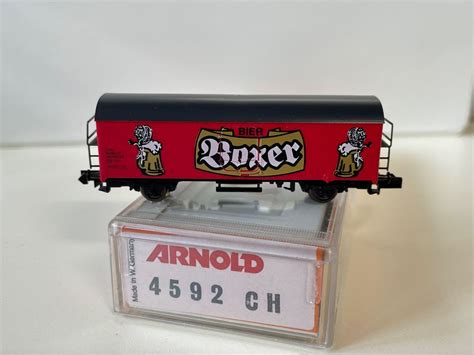 BIER
Boxer
ARNOLD
Made in W. Germany
4592 CH